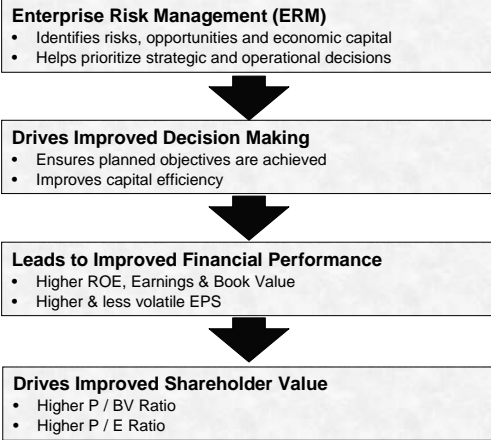 Enterprise Risk Management (ERM)
• Identifies risks, opportunities and economic capital
• Helps prioritize strategic and operational decisions
Drives Improved Decision Making
• Ensures planned objectives are achieved
• Improves capital efficiency
Leads to Improved Financial Performance
• Higher ROE, Earnings & Book Value
• Higher & less volatile EPS
Drives Improved Shareholder Value
• Higher P / BV Ratio
• Higher P / E Ratio